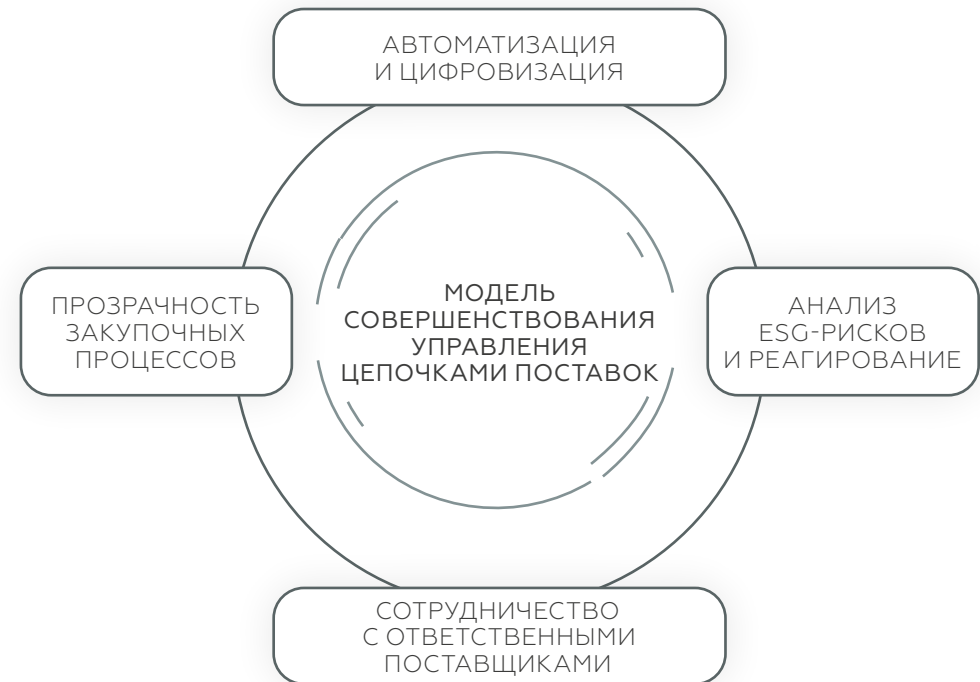 АВТОМАТИЗАЦИЯ
И ЦИФРОВИЗАЦИЯ
ПРОЗРАЧНОСТЬ
ЗАКУПОЧНЫХ
ПРОЦЕССОВ
МОДЕЛЬ
СОВЕРШЕНСТВОВАНИЯ
УПРАВЛЕНИЯ
ЦЕПОЧКАМИ ПОСТАВОК
АНАЛИЗ
ESG-РИСКОВ
И РЕАГИРОВАНИЕ
СОТРУДНИЧЕСТВО
С ОТВЕТСТВЕННЫМИ
ПОСТАВЩИКАМИ